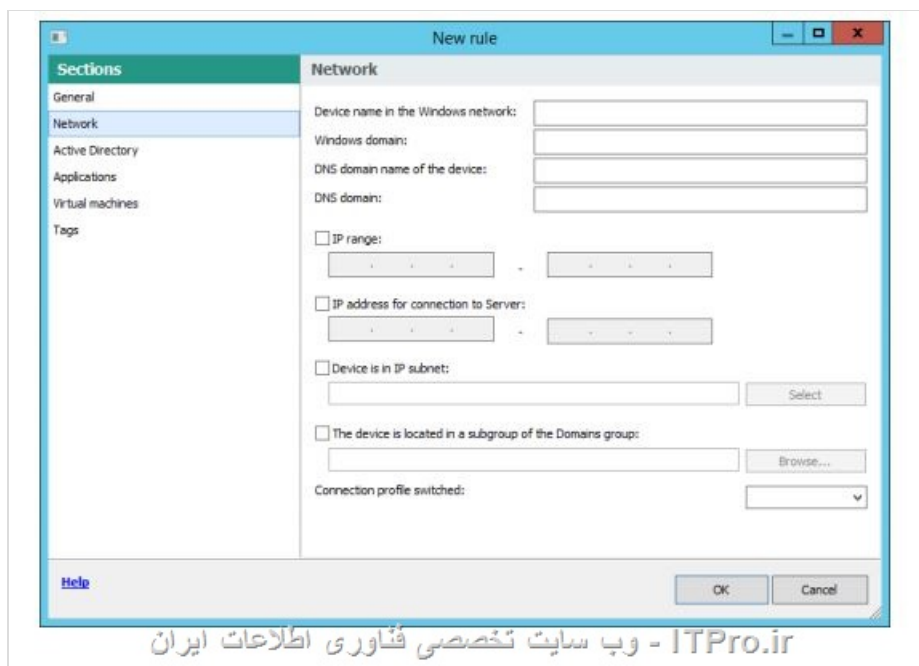 New rule
Sections
General
Network
Active Directory
Applications
Virtual machines
Tags
Network
Device name in the Windows network:
Windows domain:
DNS domain name of the device:
DNS domain:
IP range:
IP address for connection to Server:
Device is in IP subnet:
Select
The device is located in a subgroup of the Domains group:
Browse...
Connection profile switched:
Help
OK
Cancel
ITPro.ir - وب سایت تخصصی فناوری اطلاعات ایران